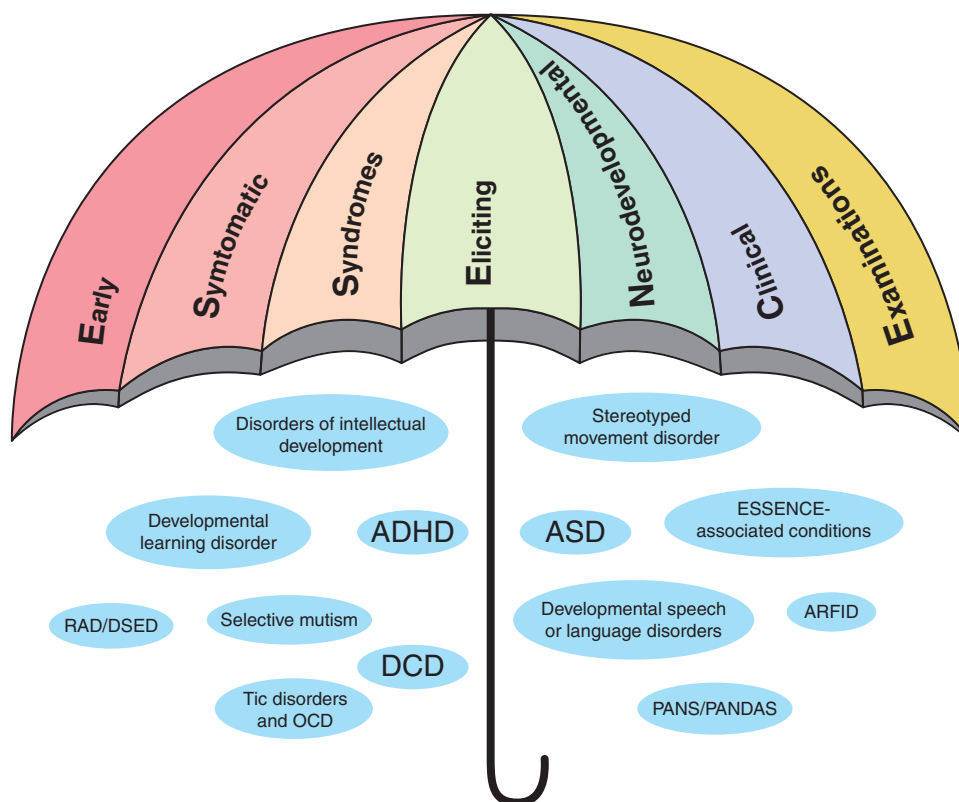 Early
Symtomatic
Syndromes
Eliciting
Neurodevelopmental
Clinical
Examinations
Disorders of intellectual
development
Stereotyped
movement disorder
Developmental
learning disorder
ADHD
ASD
ESSENCE-
associated conditions
RAD/DSED
Selective mutism
Developmental speech
or language disorders
ARFID
DCD
Tic disorders
and OCD
PANS/PANDAS